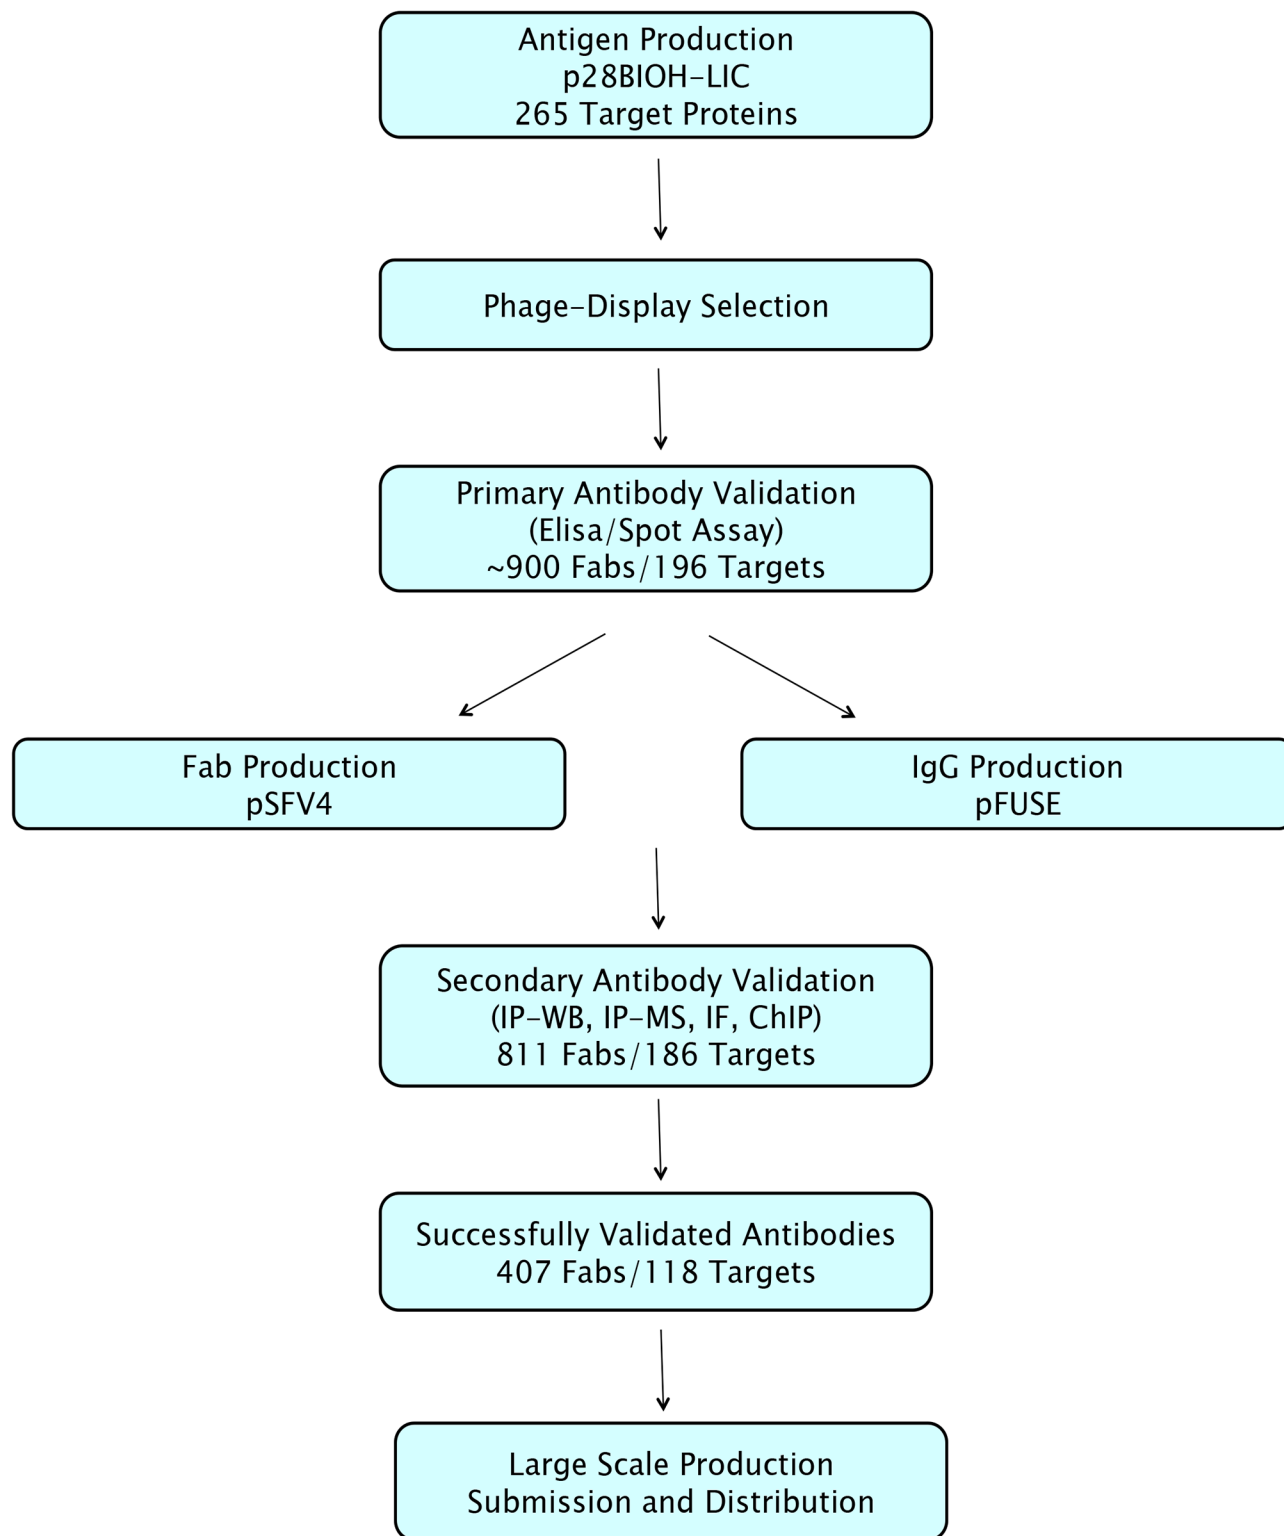 Antigen Production
p28BIOH-LIC
265 Target Proteins
Phage-Display Selection
Primary Antibody Validation
(Elisa/Spot Assay)
~900 Fabs/196 Targets
Fab Production
pSFV4
IgG Production
pFUSE
Secondary Antibody Validation
(IP-WB, IP-MS, IF, ChIP)
811 Fabs/186 Targets
Successfully Validated Antibodies
407 Fabs/118 Targets
Large Scale Production
Submission and Distribution